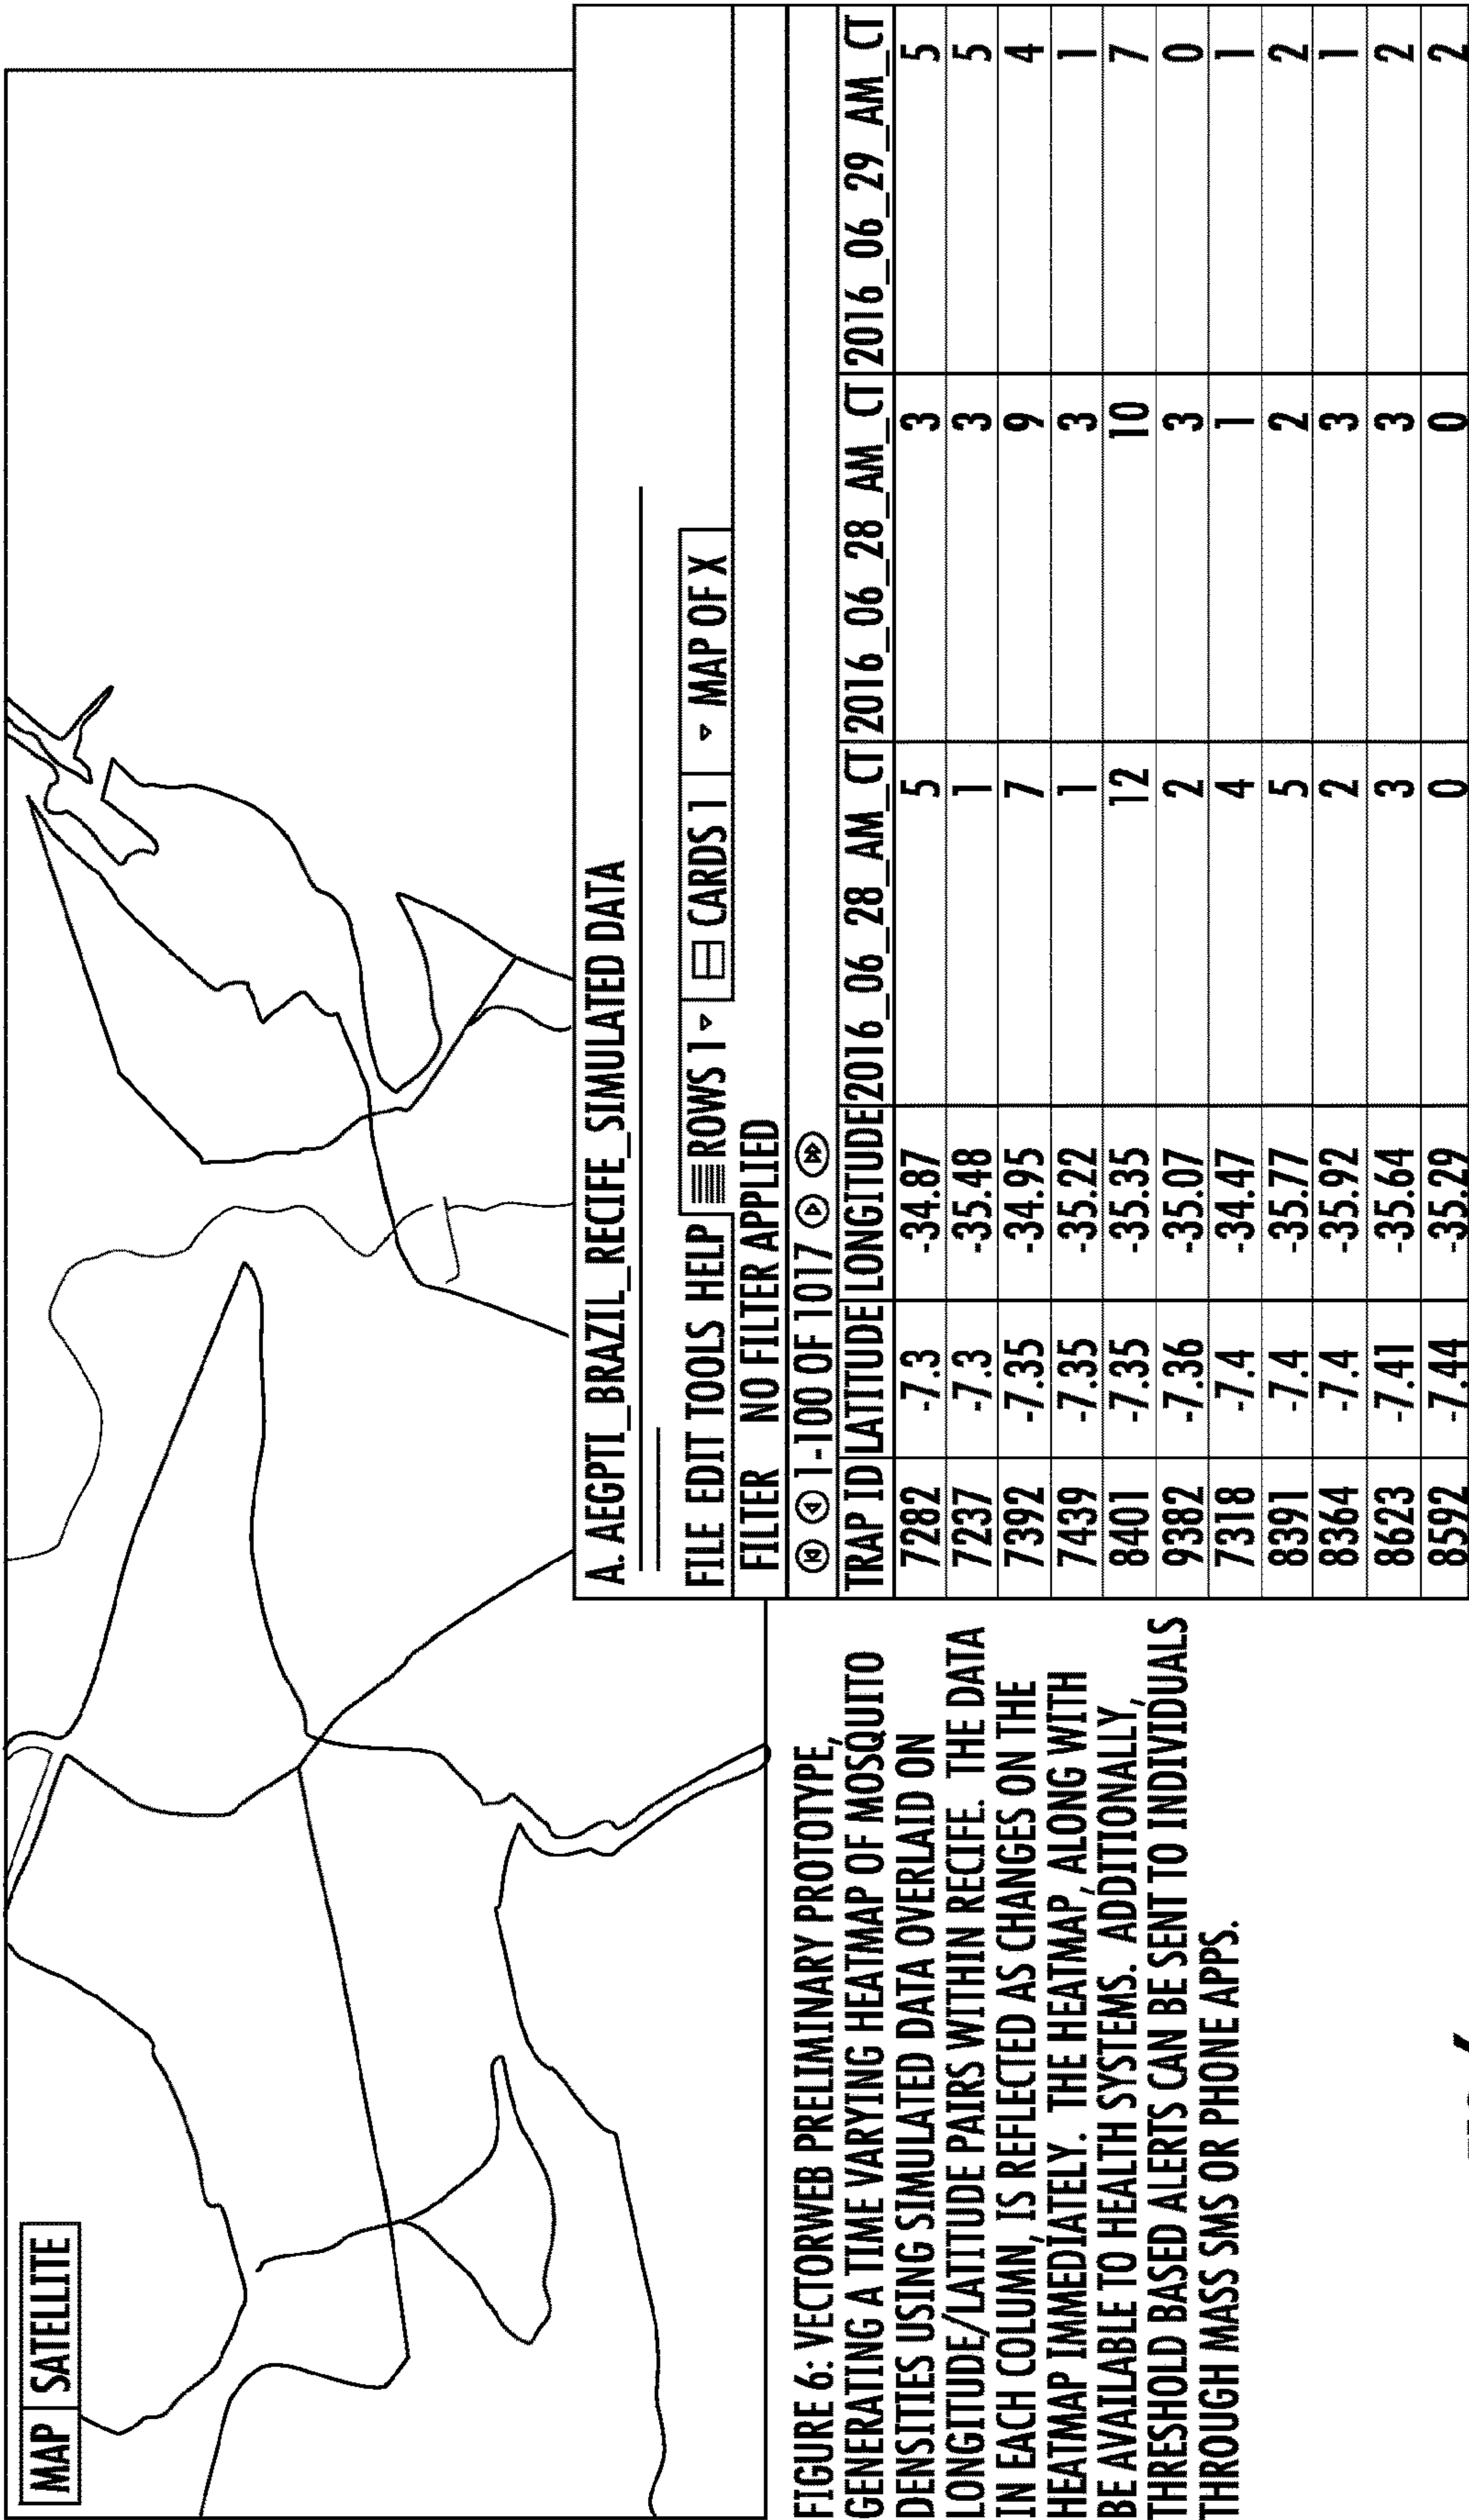 MAP SATELLITE
A. AEGPTI_BRAZIL_RECIFE_SIMULATED DATA
FILE EDIT TOOLS HELP ROWS 1 CARDS 1 MAP OF X
FILTER NO FILTER APPLIED
1-100 OF 1017
TRAP ID LATITUDE LONGITUDE 2016_06_28_AM_CT 2016_06_28_AM_CT 2016_06_29_AM_CT
7282 -7.3 -34.87 5 3 5
7237 -7.3 -35.48 1 3 5
7392 -7.35 -34.95 7 9 4
7439 -7.35 -35.22 1 3 1
8401 -7.35 -35.35 12 10 7
9382 -7.36 -35.07 2 3 0
7318 -7.4 -34.47 4 1 1
8391 -7.4 -35.77 5 2 2
8364 -7.4 -35.92 2 3 1
8623 -7.41 -35.64 3 3 2
8592 -7.44 -35.29 0 0 2
FIGURE 6: VECTORWEB PRELIMINARY PROTOTYPE,
GENERATING A TIME VARYING HEATMAP OF MOSQUITO
DENSITIES USING SIMULATED DATA OVERLAID ON
LONGITUDE/LATITUDE PAIRS WITHIN RECIFE. THE DATA
IN EACH COLUMN, IS REFLECTED AS CHANGES ON THE
HEATMAP IMMEDIATELY. THE HEATMAP, ALONG WITH
BE AVAILABLE TO HEALTH SYSTEMS. ADDITIONALLY,
THRESHOLD BASED ALERTS CAN BE SENT TO INDIVIDUALS
THROUGH MASS SMS OR PHONE APPS.